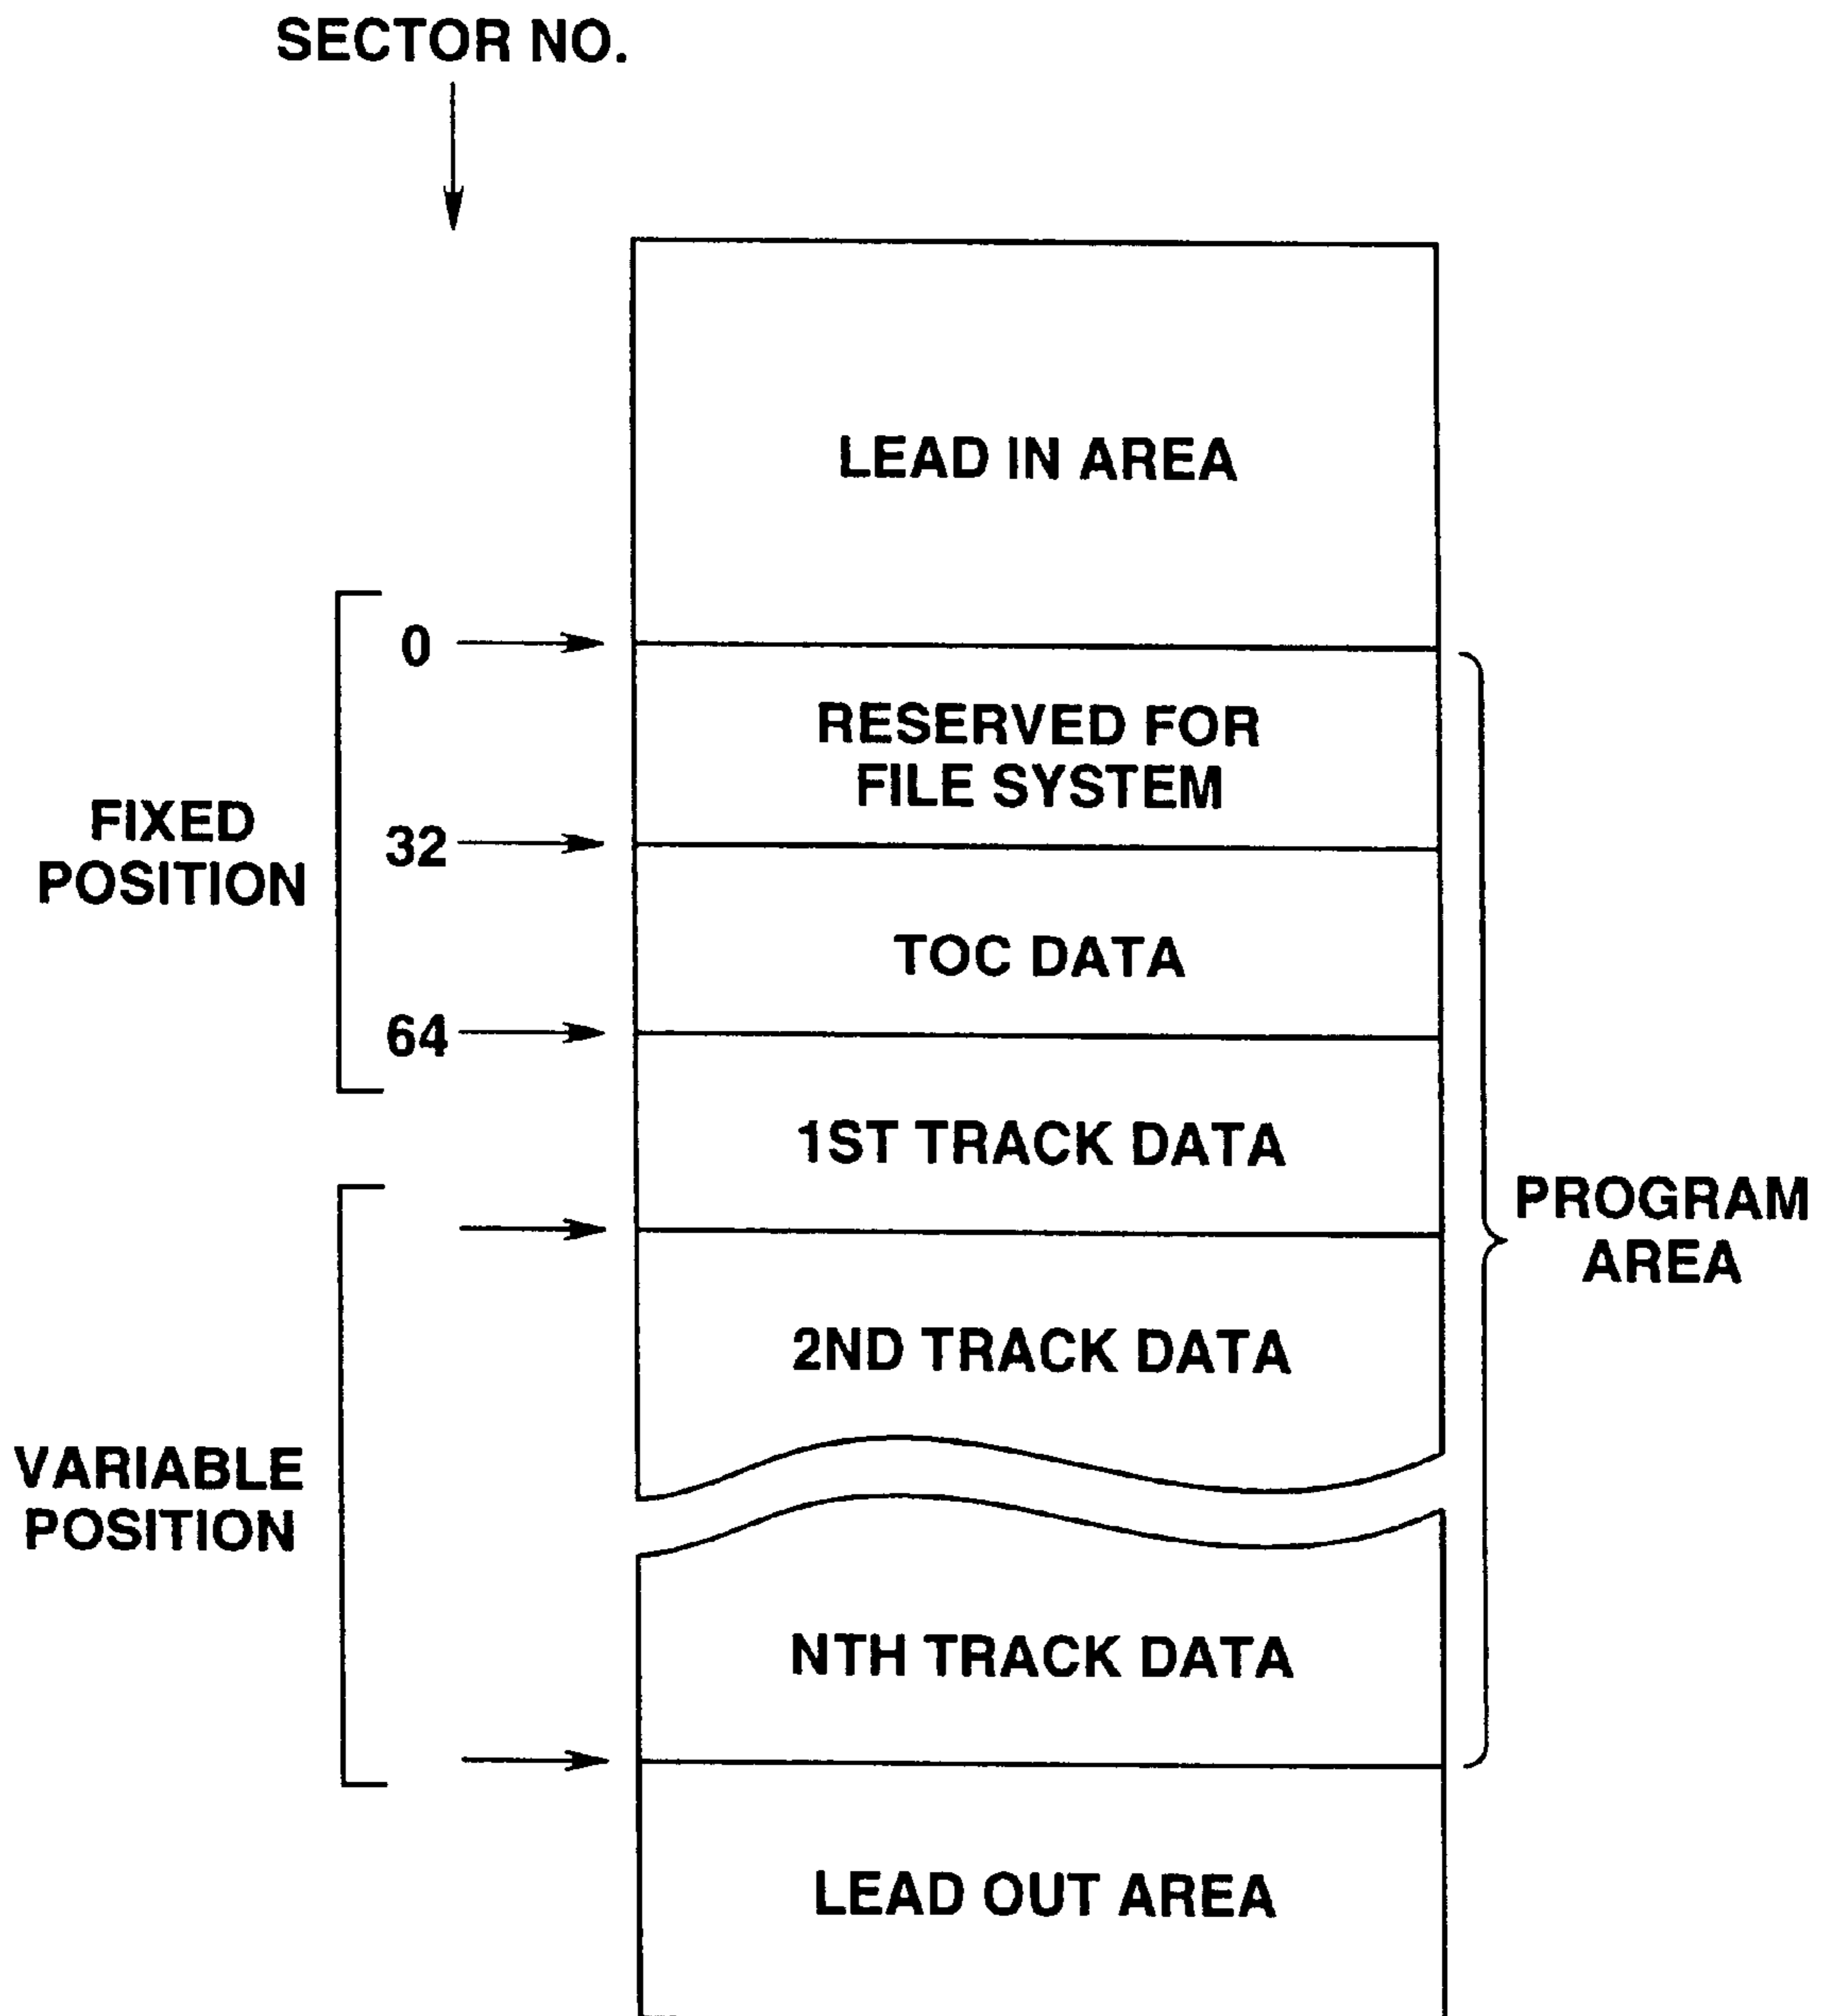 SECTOR NO.
LEAD IN AREA
0
RESERVED FOR
FILE SYSTEM
FIXED
POSITION
32
TOC DATA
64
1ST TRACK DATA
PROGRAM
AREA
2ND TRACK DATA
VARIABLE
POSITION
NTH TRACK DATA
LEAD OUT AREA